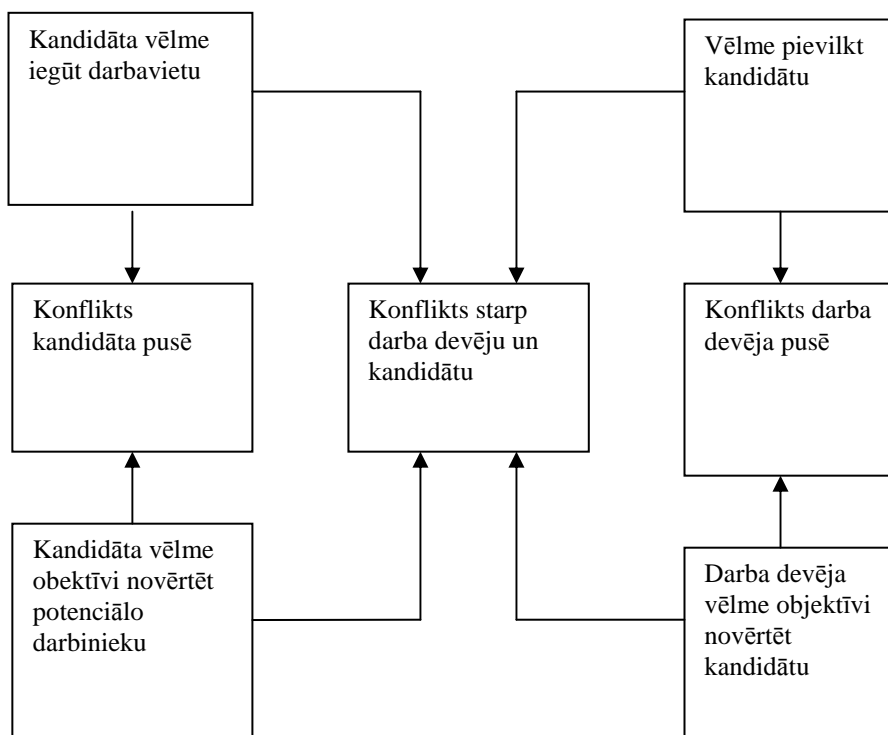 Kandidāta vēlme
iegūt darbavietu
Vēlme pievilkt
kandidātu
Konflikts
kandidāta pusē
Konflikts starp
darba devēju un
kandidātu
Konflikts darba
devēja pusē
Kandidāta vēlme
obektīvi novērtēt
potenciālo
darbinieku
Darba devēja
vēlme objektīvi
novērtēt
kandidātu